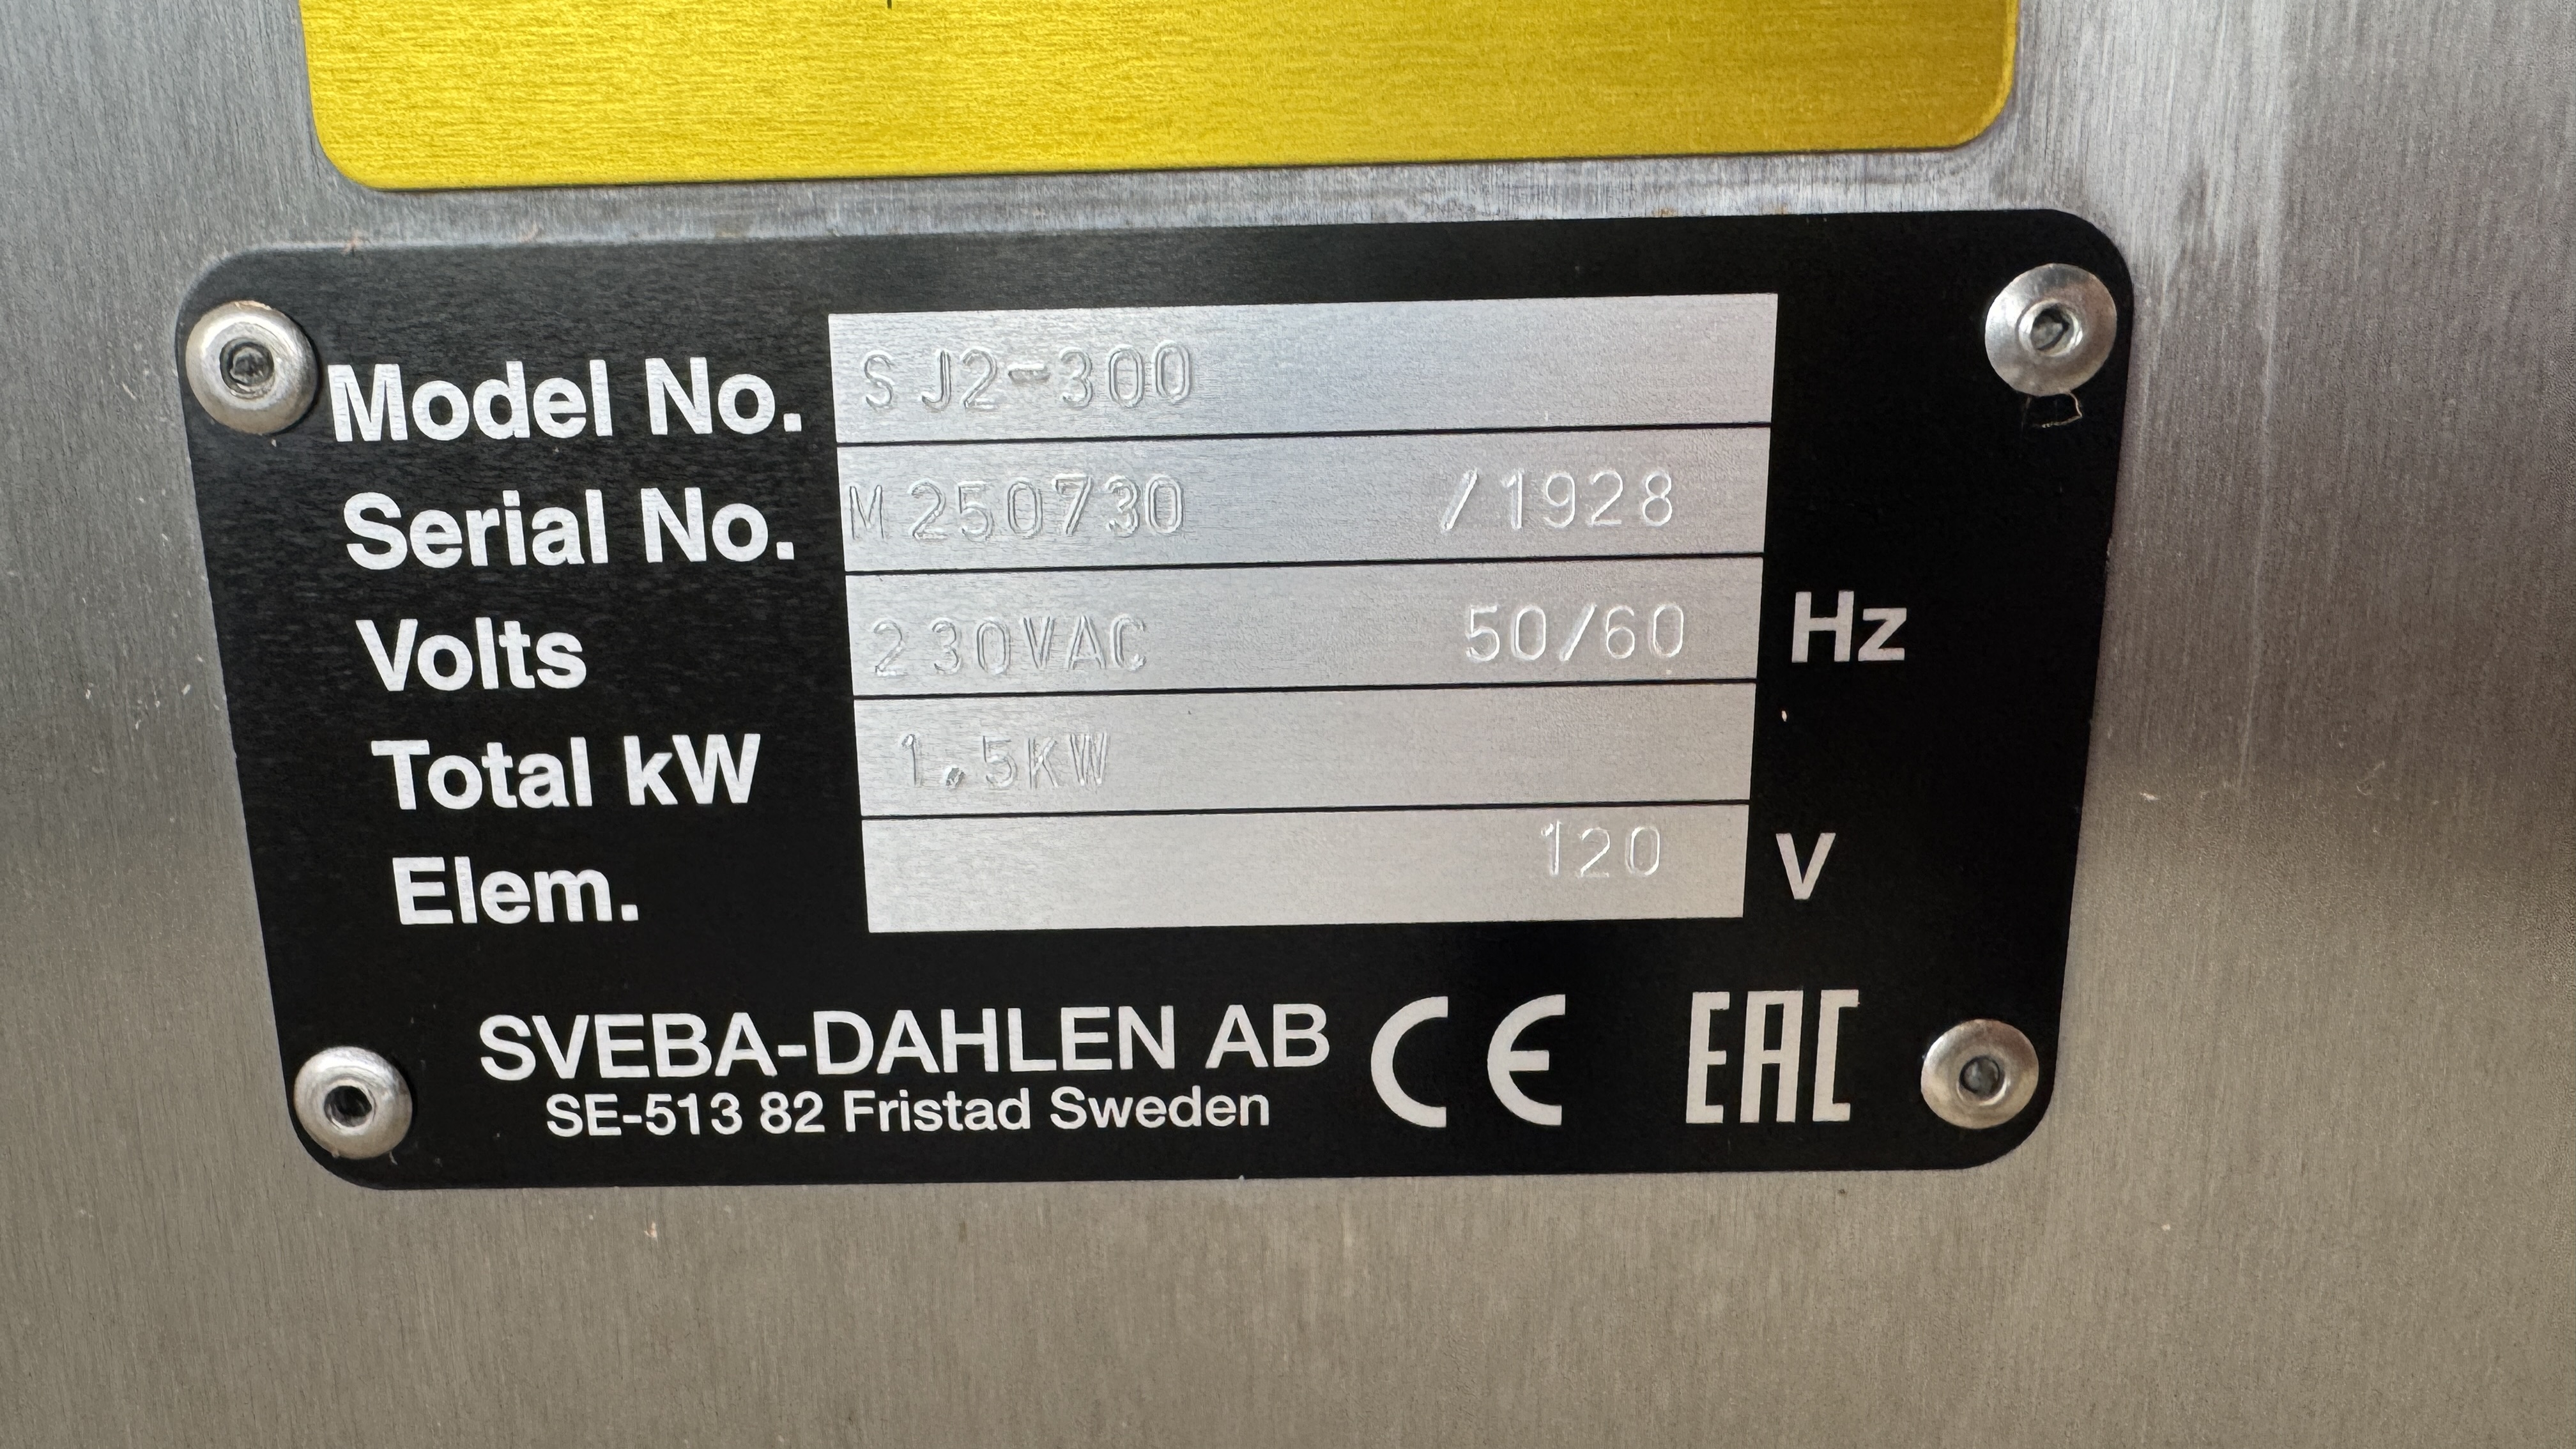 Model No. SJ2-300
Serial No. M250730 /1928
Volts 230VAC 50/60 Hz
Total kW 1.5KW
Elem. 120 V
SVEBA-DAHLEN AB CE EAC
SE-513 82 Fristad Sweden